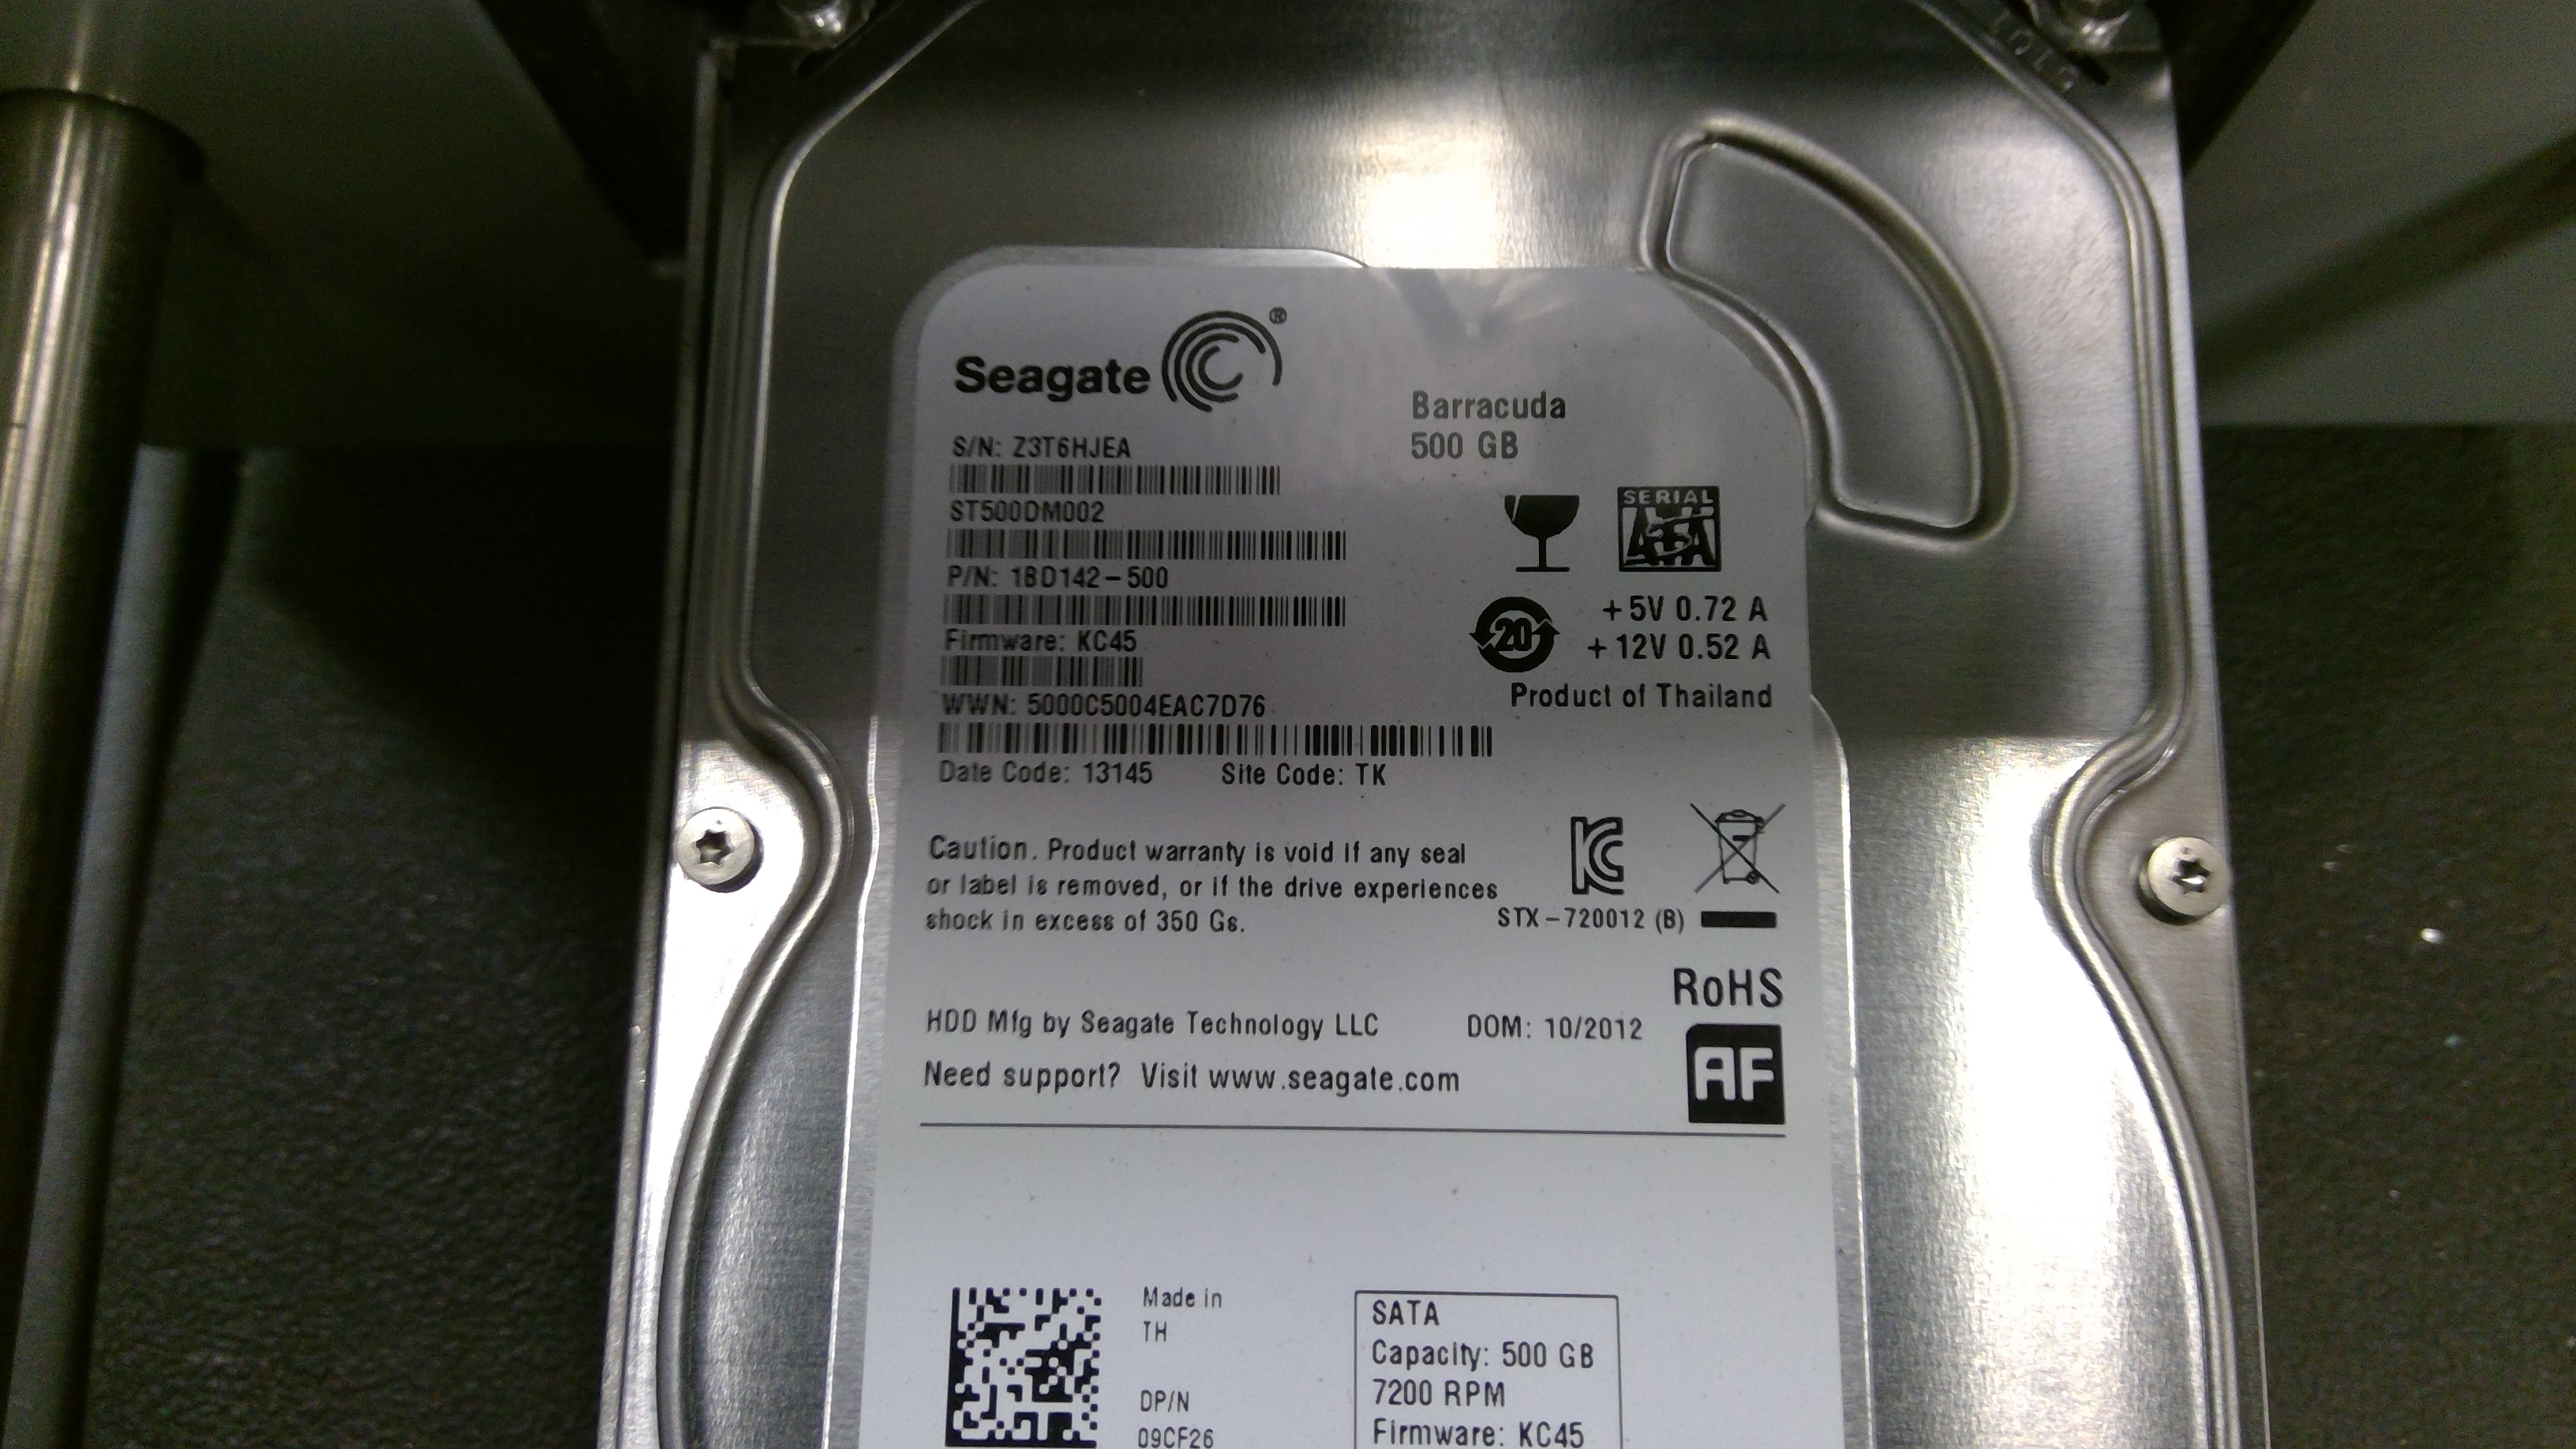 Seagate ®
Barracuda
500 GB
S/N: Z3T6HJEA
ST500DM002
P/N: 1BD142-500
Firmware: KC45
WWN: 5000C5004EAC7D76
Date Code: 13145 Site Code: TK
SERIAL
ATA
20
+5V 0.72 A
+12V 0.52 A
Product of Thailand
Caution. Product warranty is void if any seal
or label is removed, or if the drive experiences
shock in excess of 350 Gs.
STX-720012 (B)
RoHS
HDD Mfg by Seagate Technology LLC DOM: 10/2012
AF
Need support? Visit www.seagate.com
Made in
TH
DP/N
09CF26
SATA
Capacity: 500 GB
7200 RPM
Firmware: KC45